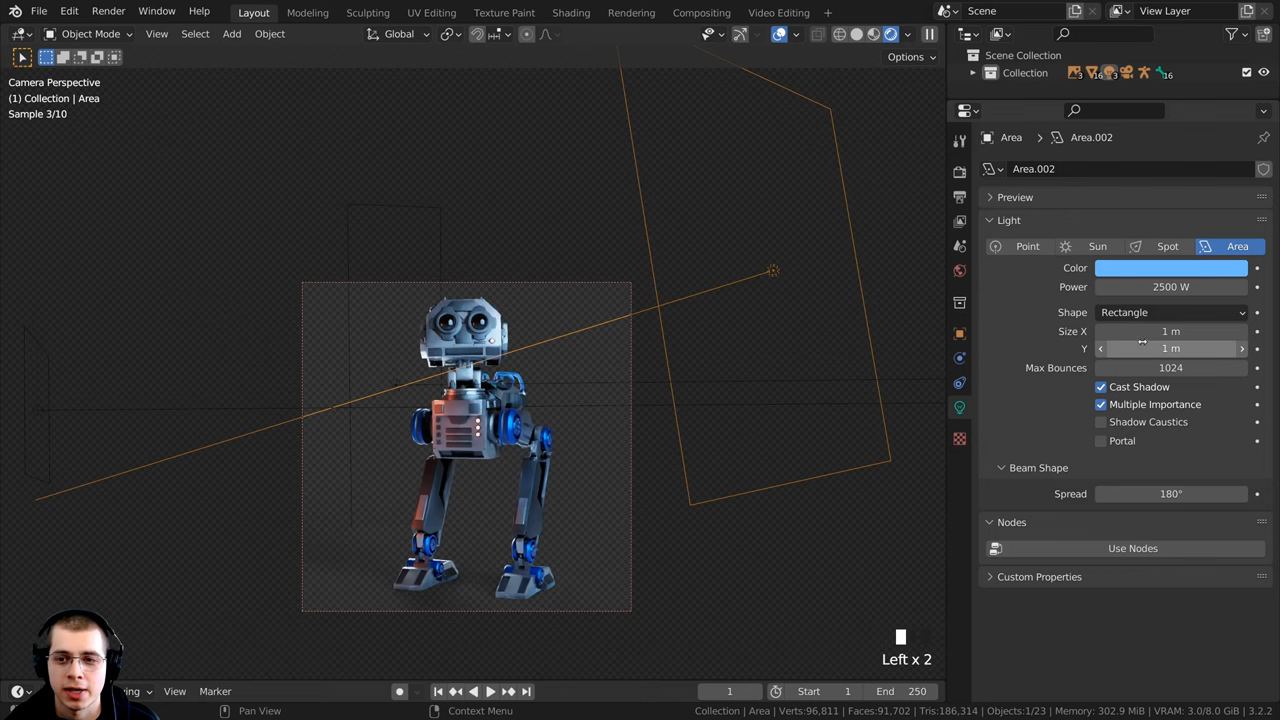 File Edit Render Window Help Layout Modeling Sculpting UV Editing Texture Paint Shading Rendering Compositing Video Editing + Scene View Layer
Object Mode View Select Add Object Global
Options
Camera Perspective
(1) Collection | Area
Sample 3/10
Scene Collection
Collection 3 16 3 16
Area > Area.002
Area.002
Preview
Light
Point Sun Spot Area
Color
Power 2500 W
Shape Rectangle
Size X 1 m
Y 1 m
Max Bounces 1024
Cast Shadow
Multiple Importance
Shadow Caustics
Portal
Beam Shape
Spread 180°
Nodes
Use Nodes
Custom Properties
Left x 2
View Marker 1 Start 1 End 250
Pan View Context Menu Collection | Area | Verts:96,811 | Faces:91,702 | Tris:186,314 | Objects:1/23 | Memory: 302.9 MiB | VRAM: 3.0/8.0 GiB | 3.2.2